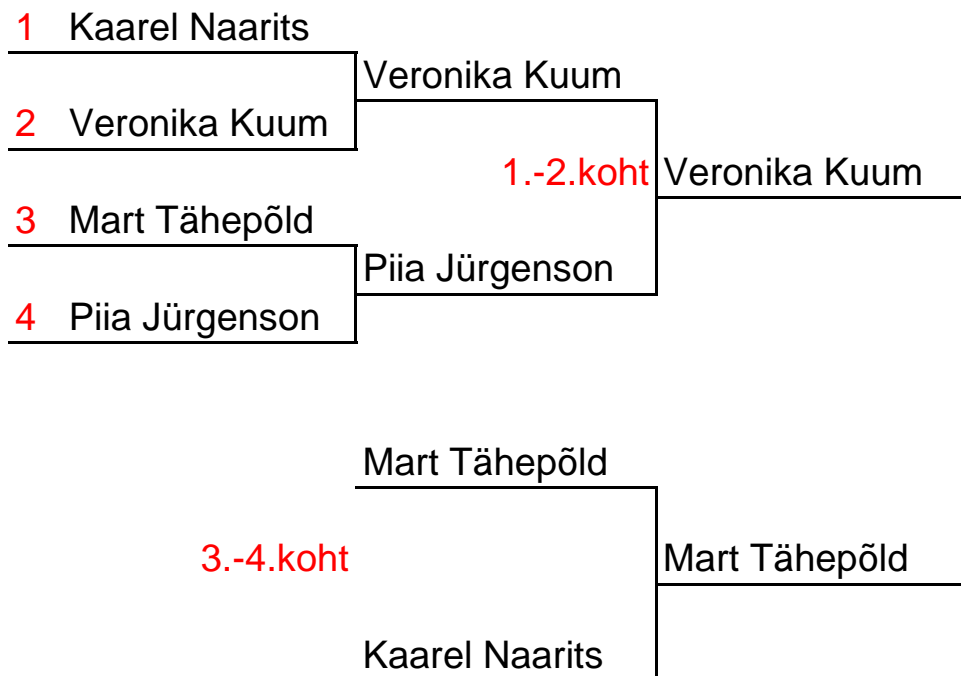 1 Kaarel Naarits
Veronika Kuum
2 Veronika Kuum
1.-2.koht Veronika Kuum
3 Mart Tähepõld
Piia Jürgenson
4 Piia Jürgenson
Mart Tähepõld
3.-4.koht Mart Tähepõld
Kaarel Naarits